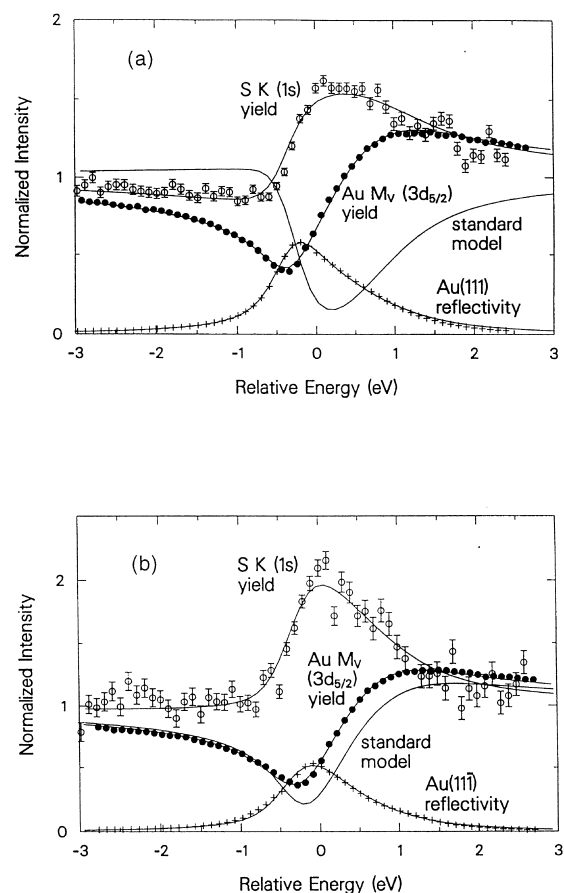 2
(a)
S K (1s)
yield
1
Au M_V (3d_5/2)
yield
standard
model
Au(111)
reflectivity
0
-3 -2 -1 0 1 2 3
Relative Energy (eV)
Normalized Intensity
(b)
S K (1s)
yield
2
Au M_V
(3d_5/2)
yield
1
standard
model
Au(111̄)
reflectivity
0
-3 -2 -1 0 1 2 3
Relative Energy (eV)
Normalized Intensity